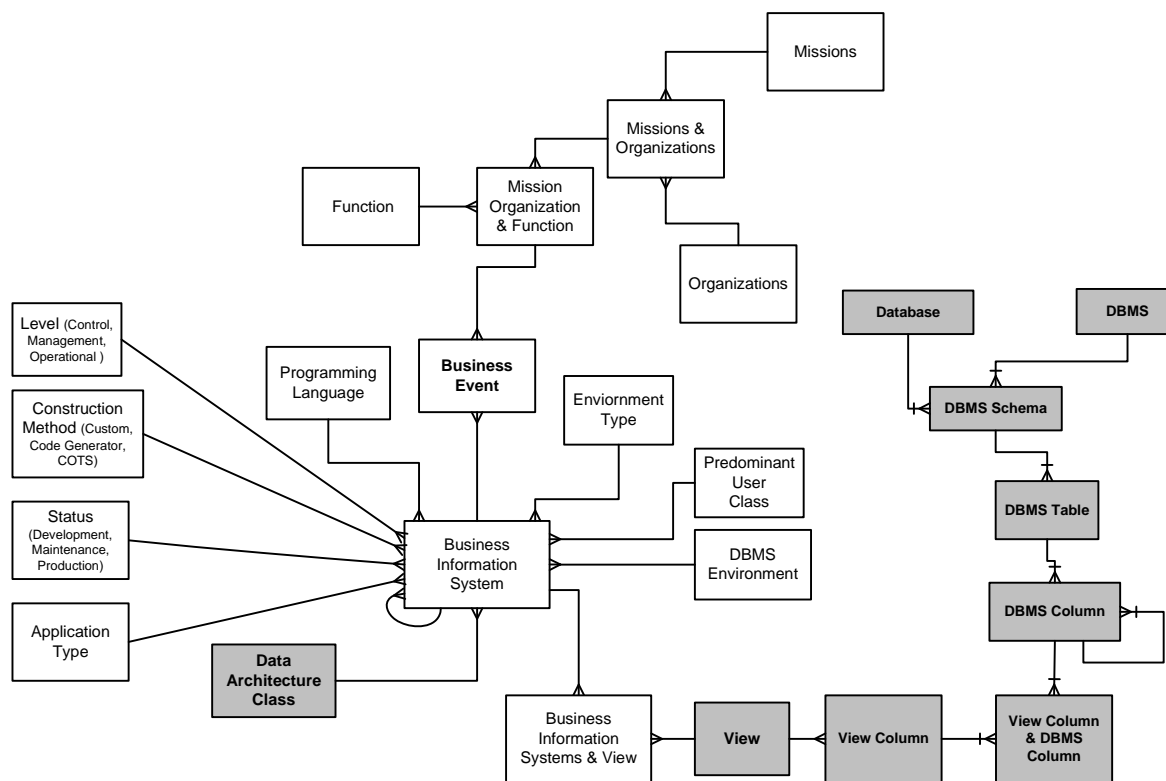 Missions
Missions &
Organizations
Function
Mission
Organization
& Function
Organizations
Database
DBMS
Level (Control,
Management,
Operational )
Programming
Language
Business
Event
Enviornment
Type
DBMS Schema
Construction
Method (Custom,
Code Generator,
COTS)
Predominant
User
Class
DBMS Table
Status
(Development,
Maintenance,
Production)
Business
Information
System
DBMS
Environment
Application
Type
DBMS Column
Data
Architecture
Class
Business
Information
Systems & View
View
View Column
View Column
& DBMS
Column